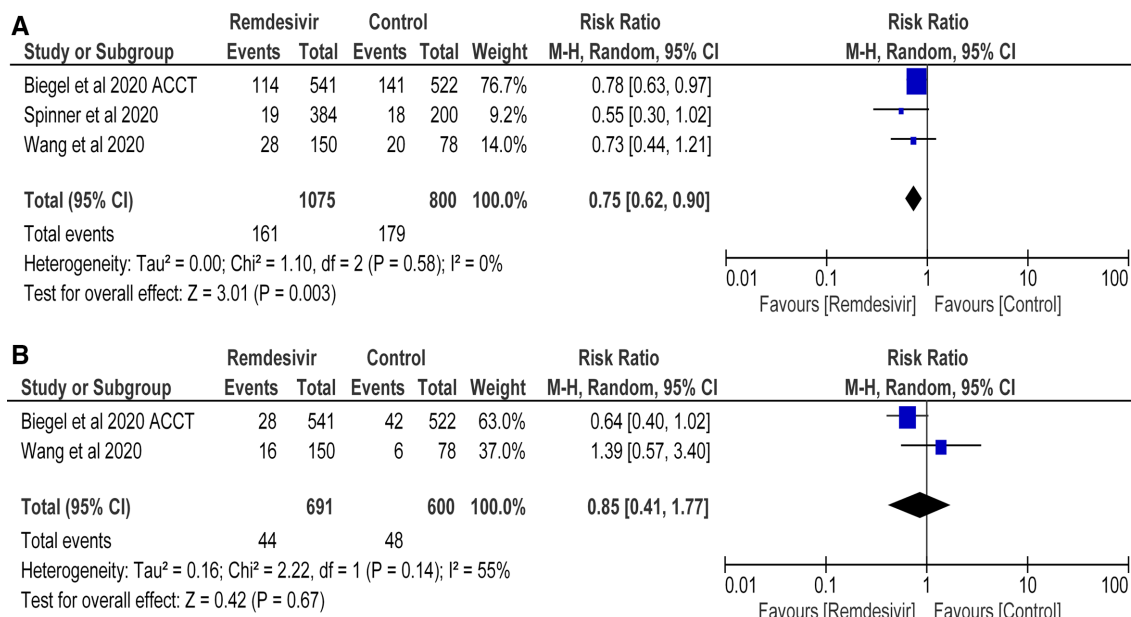 A
Remdesivir Control Risk Ratio Risk Ratio
Study or Subgroup Events Total Events Total Weight M-H, Random, 95% CI M-H, Random, 95% CI
Biegel et al 2020 ACCT 114 541 141 522 76.7% 0.78 [0.63, 0.97]
Spinner et al 2020 19 384 18 200 9.2% 0.55 [0.30, 1.02]
Wang et al 2020 28 150 20 78 14.0% 0.73 [0.44, 1.21]
Total (95% CI) 1075 800 100.0% 0.75 [0.62, 0.90]
Total events 161 179
Heterogeneity: Tau² = 0.00; Chi² = 1.10, df = 2 (P = 0.58); I² = 0%
Test for overall effect: Z = 3.01 (P = 0.003)
0.01 0.1 1 10 100
Favours [Remdesivir] Favours [Control]
B
Remdesivir Control Risk Ratio Risk Ratio
Study or Subgroup Events Total Events Total Weight M-H, Random, 95% CI M-H, Random, 95% CI
Biegel et al 2020 ACCT 28 541 42 522 63.0% 0.64 [0.40, 1.02]
Wang et al 2020 16 150 6 78 37.0% 1.39 [0.57, 3.40]
Total (95% CI) 691 600 100.0% 0.85 [0.41, 1.77]
Total events 44 48
Heterogeneity: Tau² = 0.16; Chi² = 2.22, df = 1 (P = 0.14); I² = 55%
Test for overall effect: Z = 0.42 (P = 0.67)
0.01 0.1 1 10 100
Favours [Remdesivir] Favours [Control]